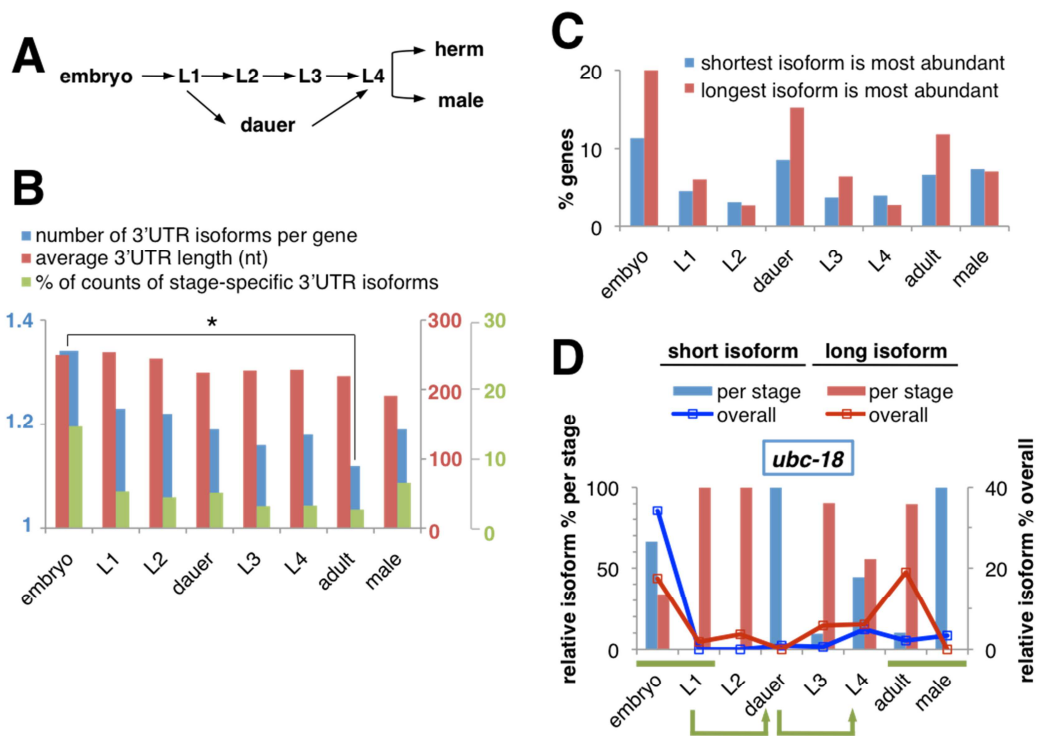 A
embryo L1 L2 L3 L4
herm
male
dauer
B
number of 3'UTR isoforms per gene
average 3'UTR length (nt)
% of counts of stage-specific 3'UTR isoforms
1.4
1.2
1
*
300
200
100
0
30
20
10
0
embryo L1 L2 dauer L3 L4 adult male
C
shortest isoform is most abundant
longest isoform is most abundant
% genes
20
10
0
embyo L1 L2 dauer L3 L4 adult male
D
short isoform long isoform
per stage per stage
overall overall
ubc-18
relative isoform % per stage
100
50
0
40
20
0
relative isoform % overall
embryo L1 L2 dauer L3 L4 adult male